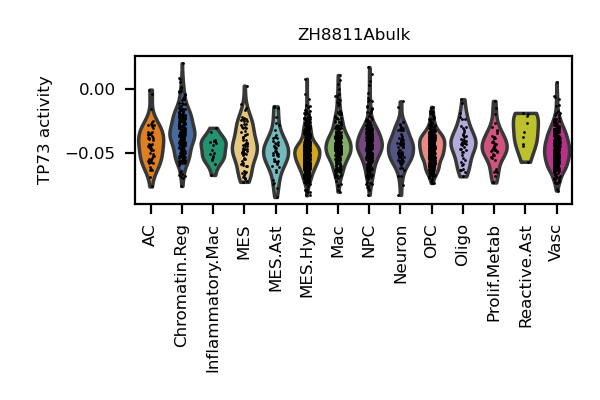 ZH8811Abulk
TP73 activity
0.00
−0.05
AC
Chromatin.Reg
Inflammatory.Mac
MES
MES.Ast
MES.Hyp
Mac
NPC
Neuron
OPC
Oligo
Prolif.Metab
Reactive.Ast
Vasc